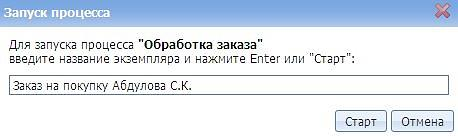 Запуск процесса
Для запуска процесса "Обработка заказа"
введите название экземпляра и нажмите Enter или "Старт":
Заказ на покупку Абдулова С.К.
Старт
Отмена